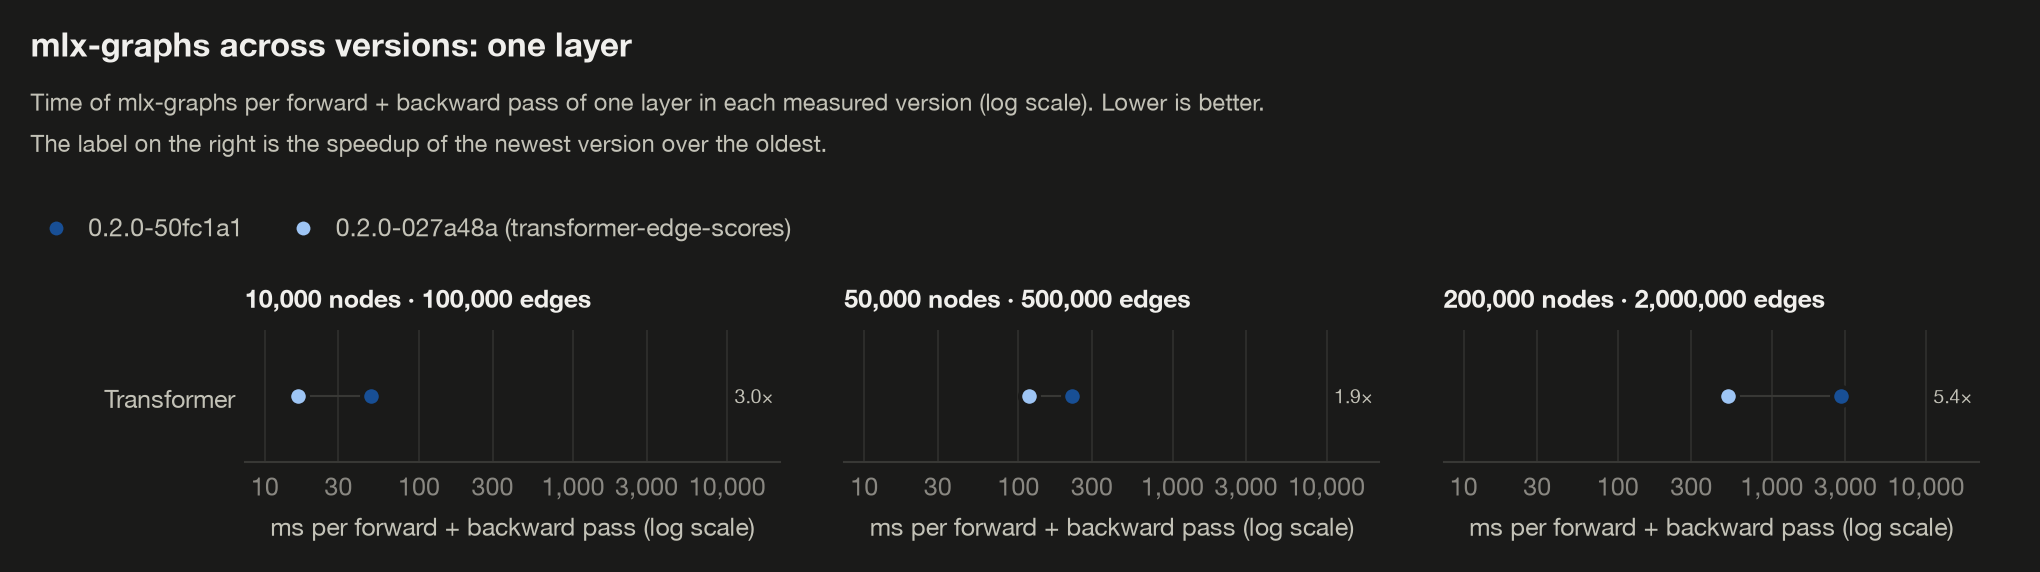 mlx-graphs across versions: one layer
Time of mlx-graphs per forward + backward pass of one layer in each measured version (log scale). Lower is better.
The label on the right is the speedup of the newest version over the oldest.
0.2.0-50fc1a1 0.2.0-027a48a (transformer-edge-scores)
10,000 nodes · 100,000 edges 50,000 nodes · 500,000 edges 200,000 nodes · 2,000,000 edges
Transformer 3.0× 1.9× 5.4×
10 30 100 300 1,000 3,000 10,000 10 30 100 300 1,000 3,000 10,000 10 30 100 300 1,000 3,000 10,000
ms per forward + backward pass (log scale) ms per forward + backward pass (log scale) ms per forward + backward pass (log scale)